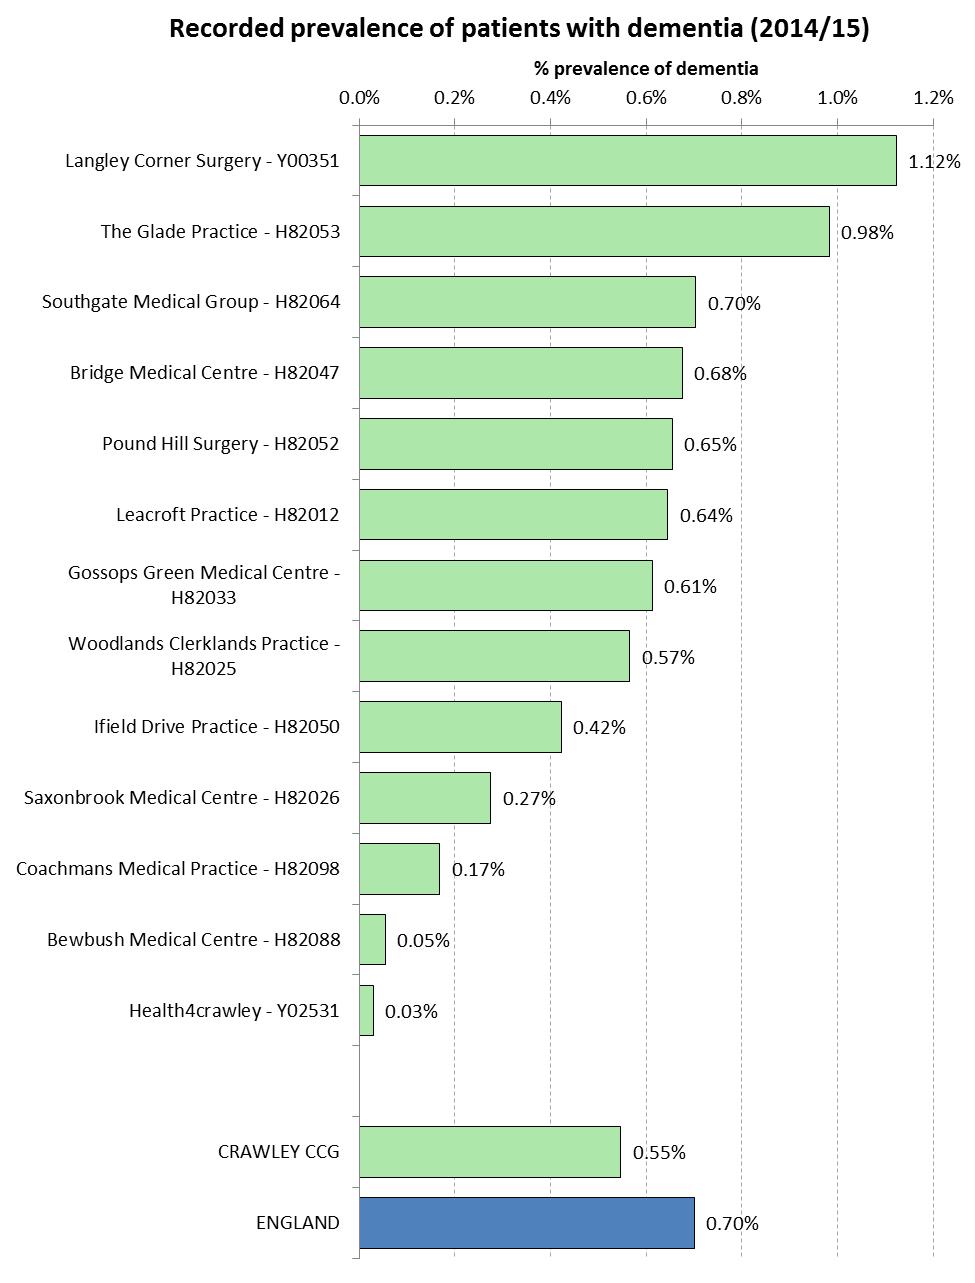 Recorded prevalence of patients with dementia (2014/15)
% prevalence of dementia
0.0% 0.2% 0.4% 0.6% 0.8% 1.0% 1.2%
Langley Corner Surgery - Y00351 1.12%
The Glade Practice - H82053 0.98%
Southgate Medical Group - H82064 0.70%
Bridge Medical Centre - H82047 0.68%
Pound Hill Surgery - H82052 0.65%
Leacroft Practice - H82012 0.64%
Gossops Green Medical Centre -
H82033 0.61%
Woodlands Clerklands Practice -
H82025 0.57%
Ifield Drive Practice - H82050 0.42%
Saxonbrook Medical Centre - H82026 0.27%
Coachmans Medical Practice - H82098 0.17%
Bewbush Medical Centre - H82088 0.05%
Health4crawley - Y02531 0.03%
CRAWLEY CCG 0.55%
ENGLAND 0.70%